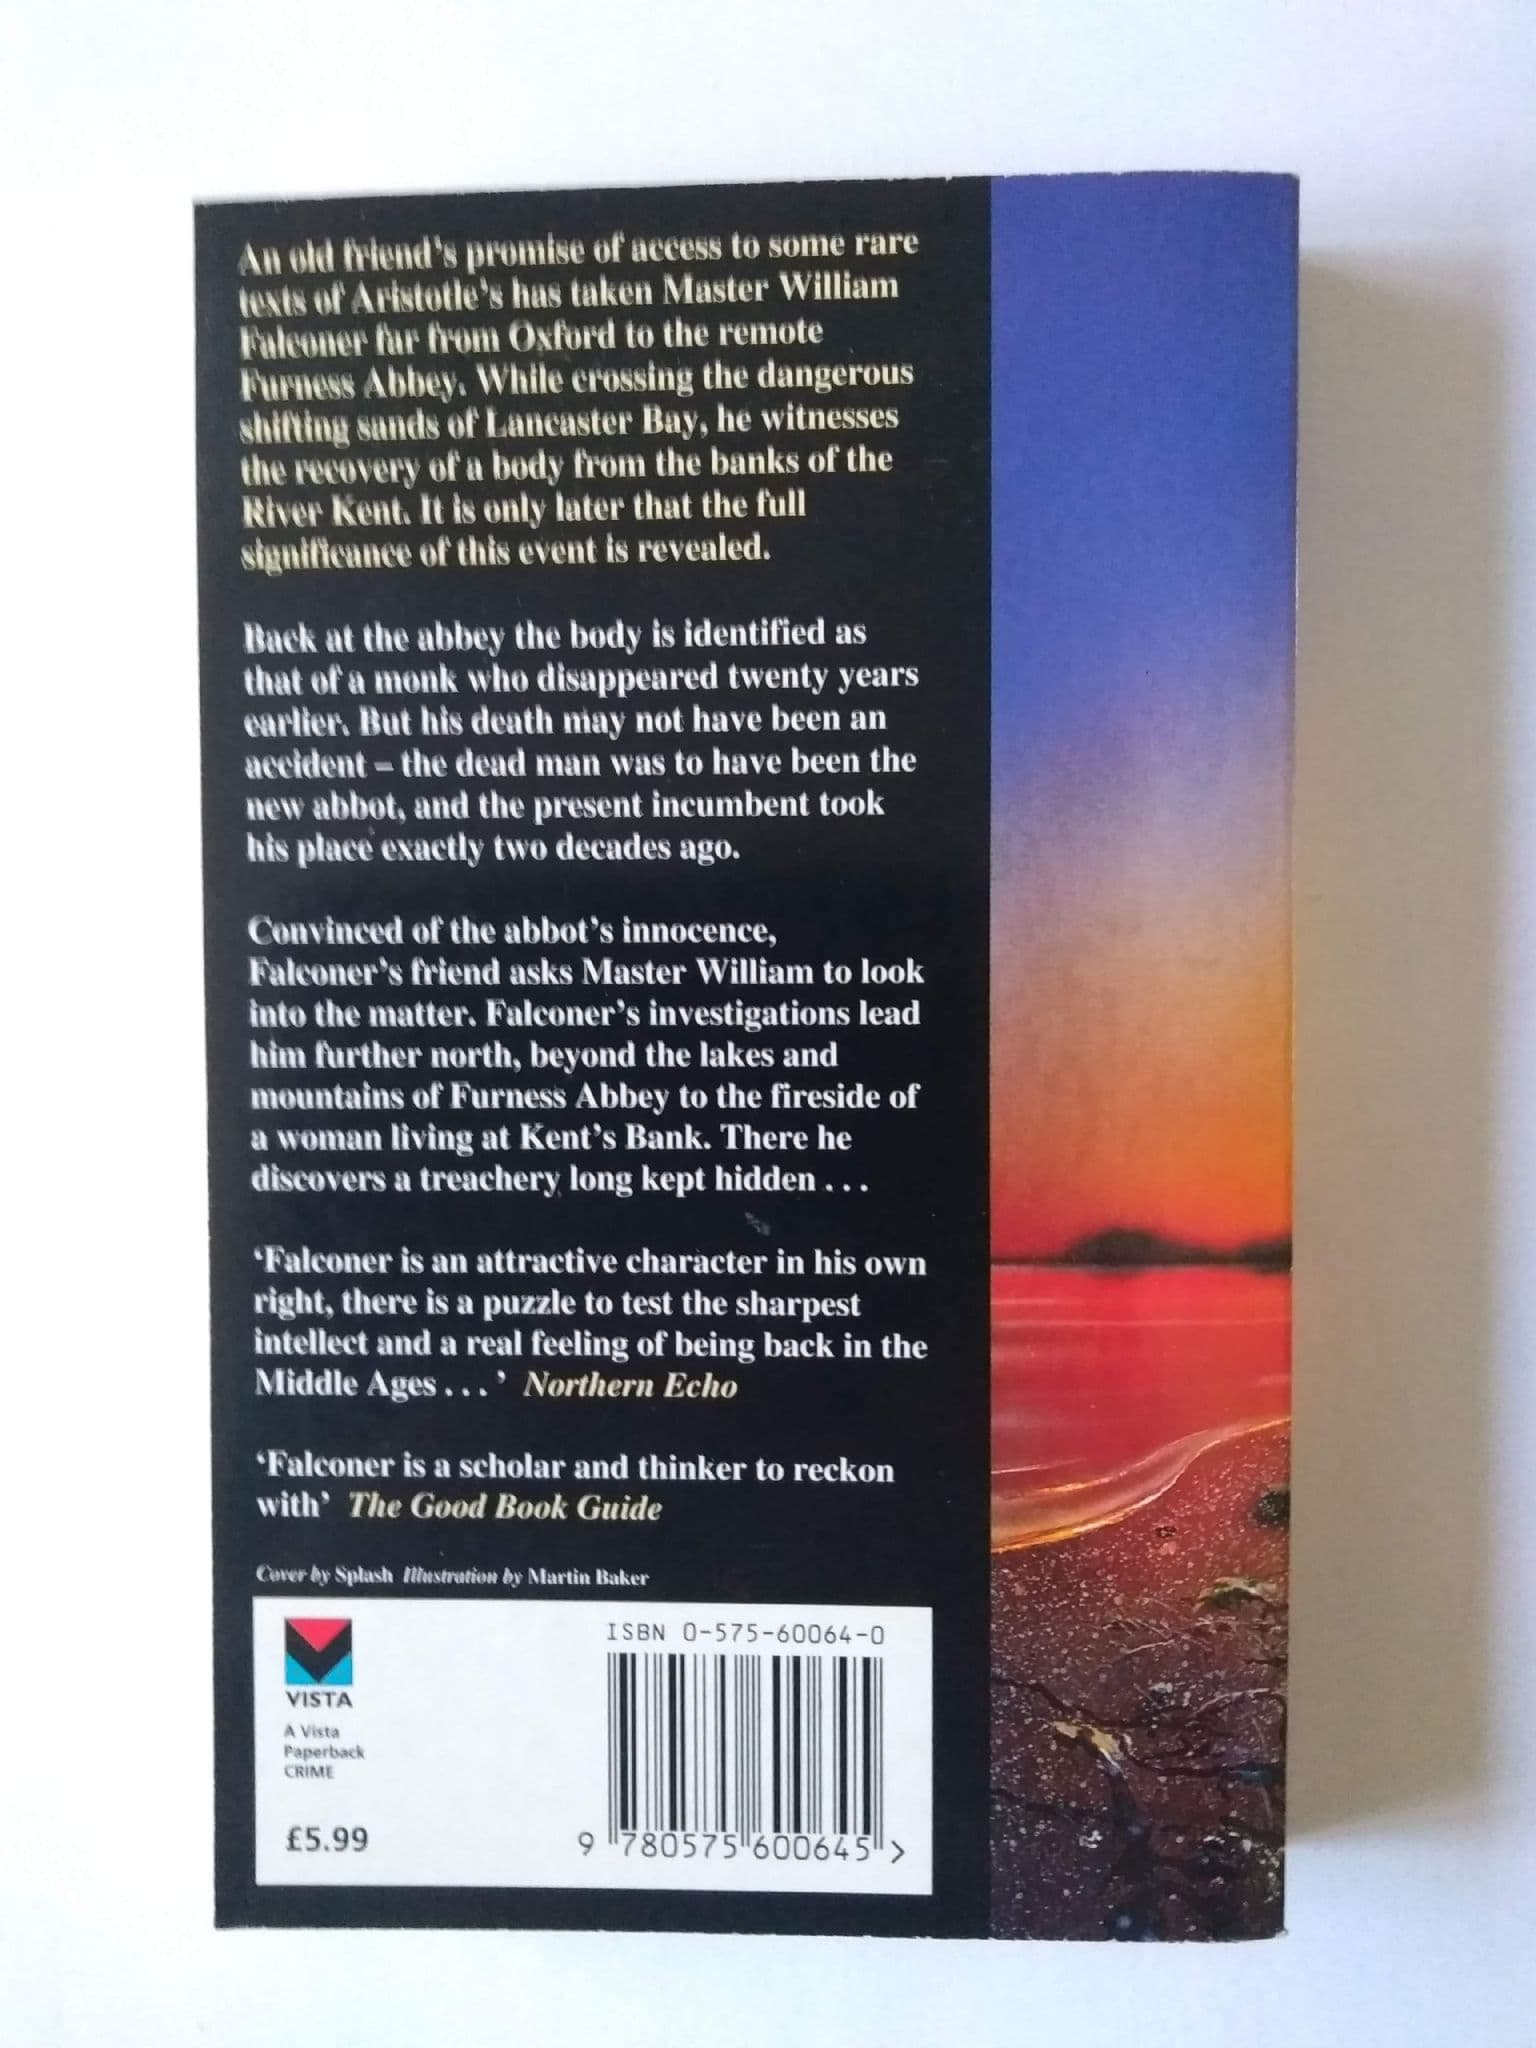 An old friend's promise of access to some rare
texts of Aristotle's has taken Master William
Falconer far from Oxford to the remote
Furness Abbey. While crossing the dangerous
shifting sands of Lancaster Bay, he witnesses
the recovery of a body from the banks of the
River Kent. It is only later that the full
significance of this event is revealed.
Back at the abbey the body is identified as
that of a monk who disappeared twenty years
earlier. But his death may not have been an
accident – the dead man was to have been the
new abbot, and the present incumbent took
his place exactly two decades ago.
Convinced of the abbot's innocence,
Falconer's friend asks Master William to look
into the matter. Falconer's investigations lead
him further north, beyond the lakes and
mountains of Furness Abbey to the fireside of
a woman living at Kent's Bank. There he
discovers a treachery long kept hidden . . .
'Falconer is an attractive character in his own
right, there is a puzzle to test the sharpest
intellect and a real feeling of being back in the
Middle Ages . . . ' Northern Echo
'Falconer is a scholar and thinker to reckon
with' The Good Book Guide
Cover by Splash Illustration by Martin Baker
ISBN 0-575-60064-0
VISTA
A Vista
Paperback
CRIME
£5.99
9 780575 600645 >